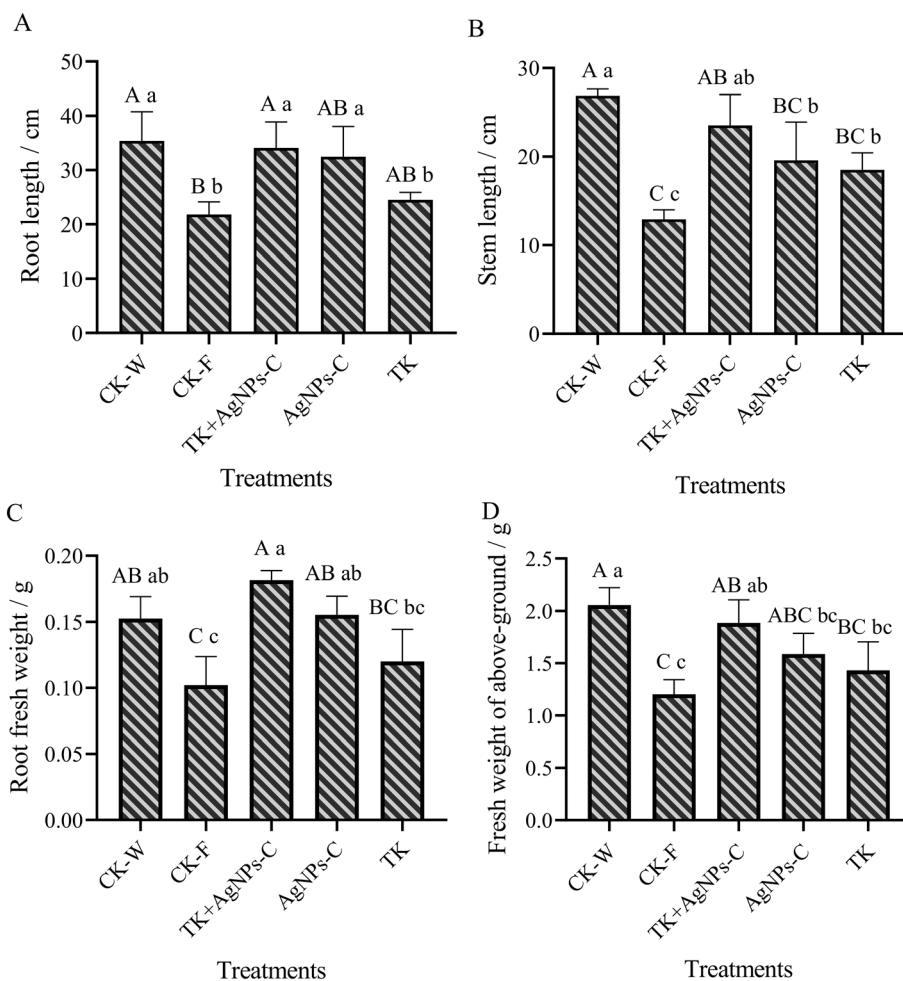 A
Root length / cm
50
40
30
20
10
0
A a
B b
A a
AB a
AB b
CK-W
CK-F
TK+AgNPs-C
AgNPs-C
TK
Treatments
B
Stem length / cm
30
20
10
0
A a
C c
AB ab
BC b
BC b
CK-W
CK-F
TK+AgNPs-C
AgNPs-C
TK
Treatments
C
Root fresh weight / g
0.20
0.15
0.10
0.05
0.00
AB ab
C c
A a
AB ab
BC bc
CK-W
CK-F
TK+AgNPs-C
AgNPs-C
TK
Treatments
D
Fresh weight of above-ground / g
2.5
2.0
1.5
1.0
0.5
0.0
A a
C c
AB ab
ABC bc
BC bc
CK-W
CK-F
TK+AgNPs-C
AgNPs-C
TK
Treatments